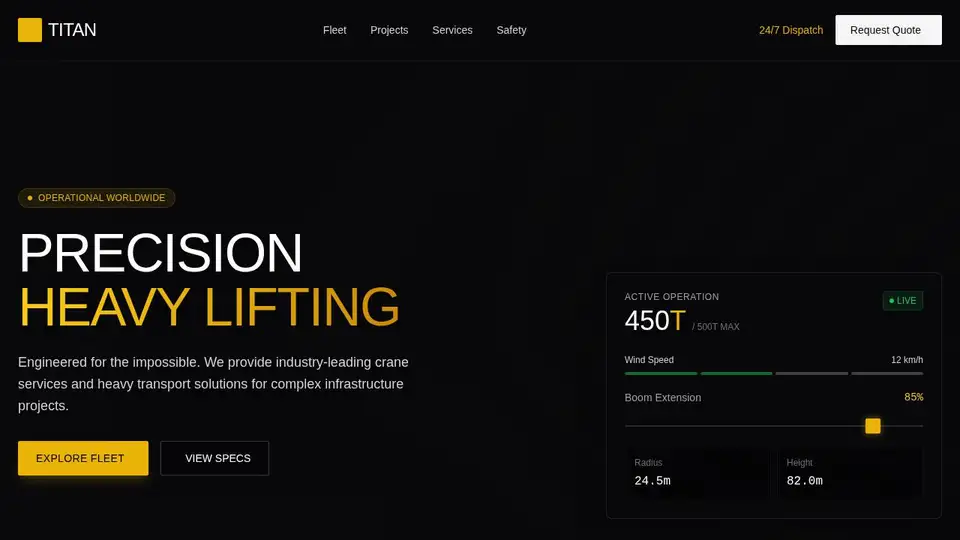 TITAN
Fleet
Projects
Services
Safety
24/7 Dispatch
Request Quote
OPERATIONAL WORLDWIDE
PRECISION
HEAVY LIFTING
Engineered for the impossible. We provide industry-leading crane
services and heavy transport solutions for complex infrastructure
projects.
EXPLORE FLEET
VIEW SPECS
ACTIVE OPERATION
LIVE
450T / 500T MAX
Wind Speed
12 km/h
Boom Extension
85%
Radius
24.5m
Height
82.0m